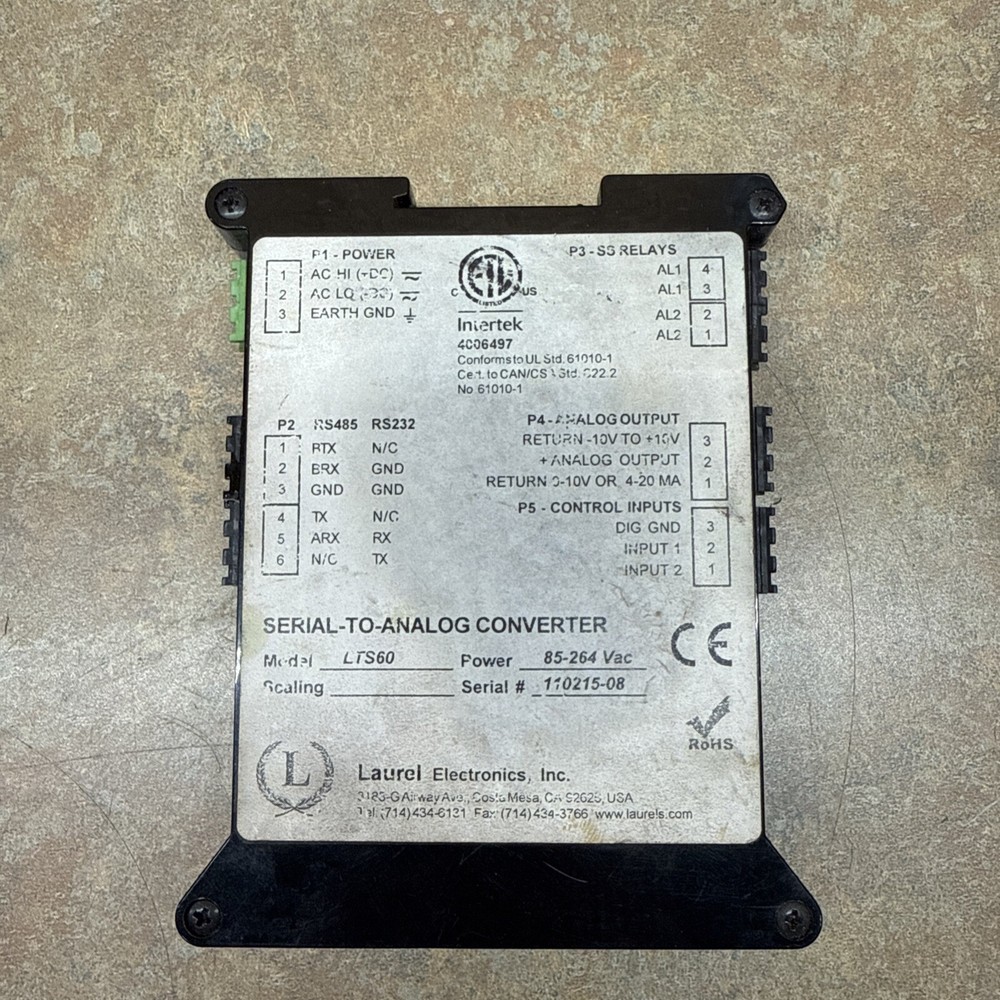 P1 - POWER
1 AC HI (+DC)
2 AC LO
3 EARTH GND
ETL
LISTED
C US
Intertek
4006497
Conforms to UL Std. 61010-1
Cert. to CAN/CSA Std. C22.2
No 61010-1
P3 - SS RELAYS
AL1 4
AL1 3
AL2 2
AL2 1
P2 RS485 RS232
1 BTX N/C
2 BRX GND
3 GND GND
4 TX N/C
5 ARX RX
6 N/C TX
P4 - ANALOG OUTPUT
RETURN -10V TO +10V 3
+ ANALOG OUTPUT 2
RETURN 0-10V OR 4-20 MA 1
P5 - CONTROL INPUTS
DIG GND 3
INPUT 1 2
INPUT 2 1
SERIAL-TO-ANALOG CONVERTER
CE
Model LTS60 Power 85-264 Vac
Scaling Serial # 110215-08
RoHS
L
Laurel Electronics, Inc.
3183-G Airway Ave., Costa Mesa, CA 92626, USA
Tel: (714) 434-6131 Fax: (714) 434-3766 www.laurels.com